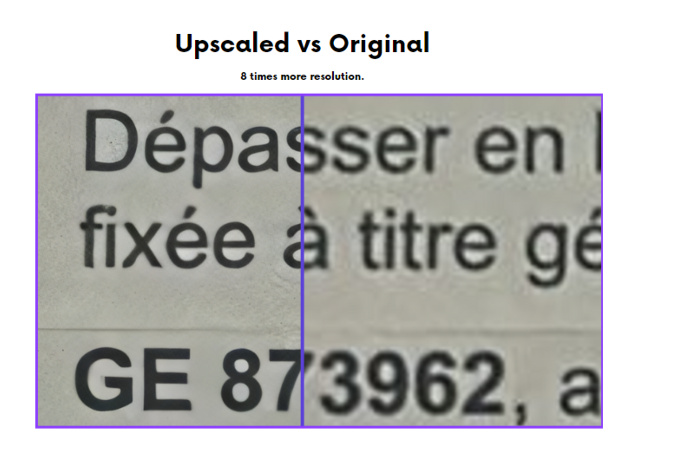 Upscaled vs Original
8 times more resolution.
Dépasser en
fixée à titre gé
GE 873962, a